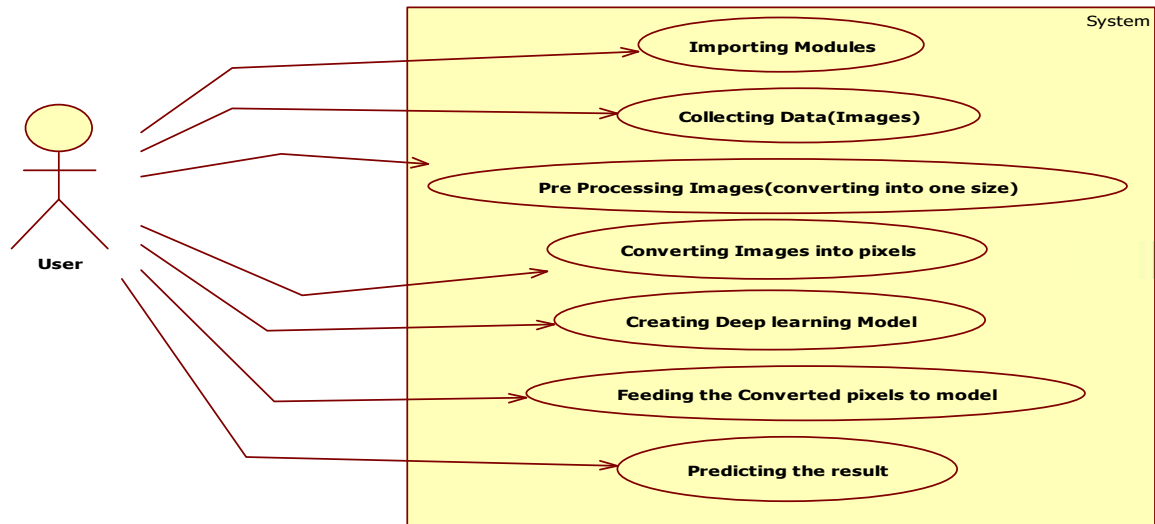 System
Importing Modules
Collecting Data(Images)
Pre Processing Images(converting into one size)
Converting Images into pixels
User
Creating Deep learning Model
Feeding the Converted pixels to model
Predicting the result